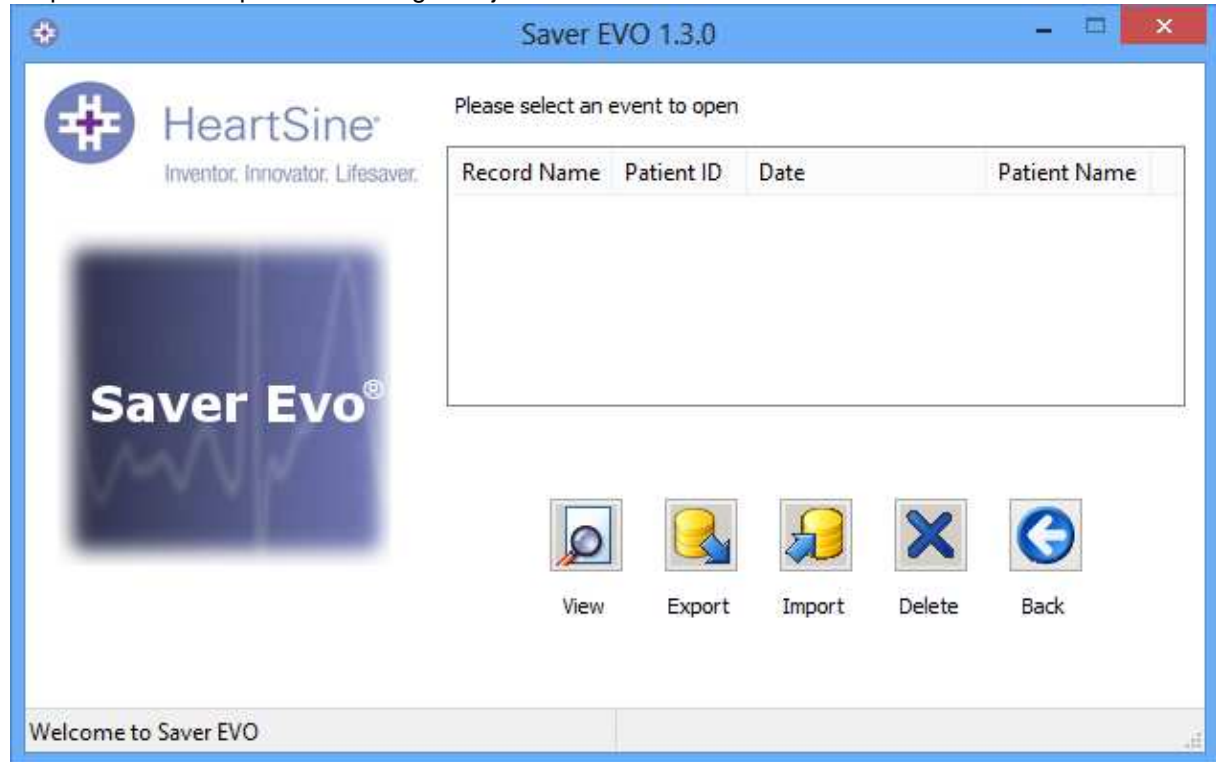 Saver EVO 1.3.0
HeartSine
Inventor. Innovator. Lifesaver.
Please select an event to open
Record Name Patient ID Date Patient Name
Saver Evo®
View Export Import Delete Back
Welcome to Saver EVO